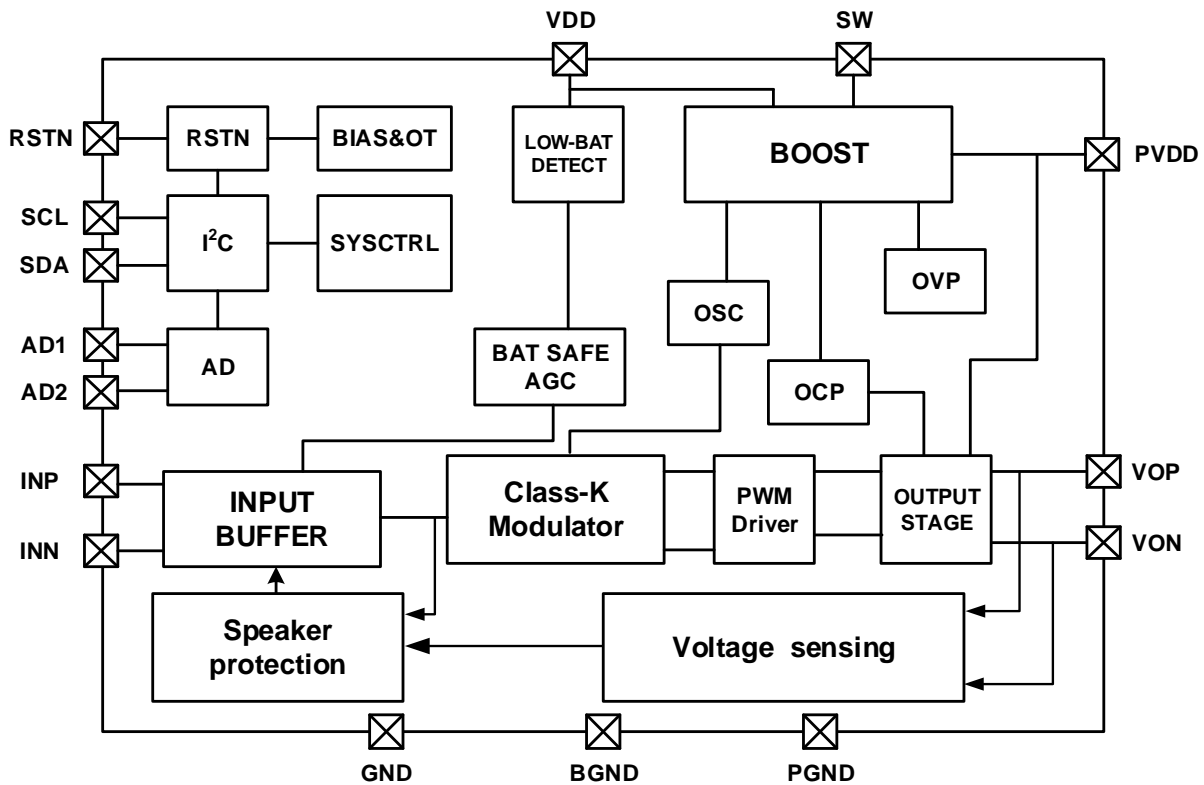 VDD
SW
RSTN
RSTN
BIAS&OT
LOW-BAT
DETECT
BOOST
PVDD
SCL
SDA
I²C
SYSCTRL
OVP
OSC
AD1
AD2
AD
BAT SAFE
AGC
OCP
INP
INN
INPUT
BUFFER
Class-K
Modulator
PWM
Driver
OUTPUT
STAGE
VOP
VON
Speaker
protection
Voltage sensing
GND
BGND
PGND